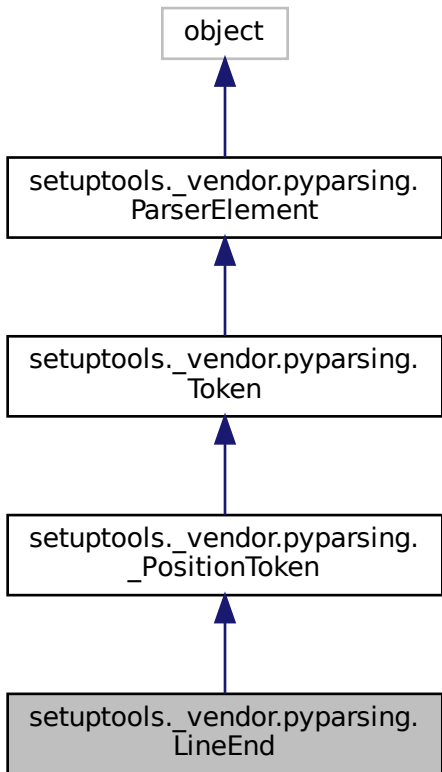 object
setuptools._vendor.pyparsing.
ParserElement
setuptools._vendor.pyparsing.
Token
setuptools._vendor.pyparsing.
_PositionToken
setuptools._vendor.pyparsing.
LineEnd